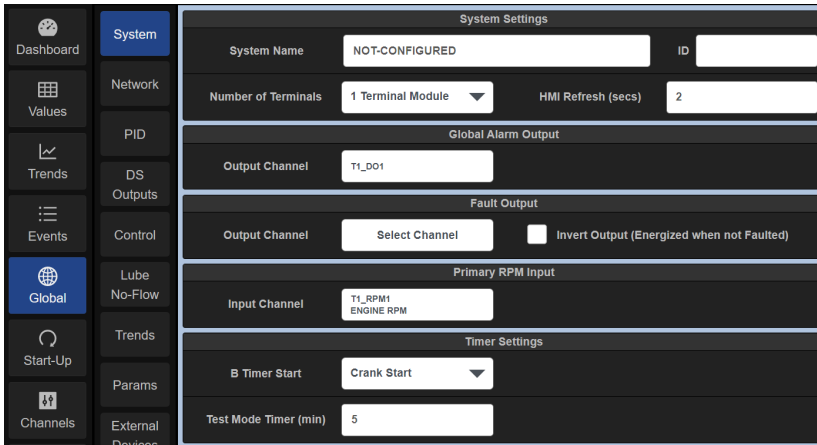 Dashboard
Values
Trends
Events
Global
Start-Up
Channels
System
Network
PID
DS
Outputs
Control
Lube
No-Flow
Trends
Params
External
Devices
System Settings
System Name NOT-CONFIGURED ID
Number of Terminals 1 Terminal Module HMI Refresh (secs) 2
Global Alarm Output
Output Channel T1_DO1
Fault Output
Output Channel Select Channel Invert Output (Energized when not Faulted)
Primary RPM Input
Input Channel T1_RPM1
ENGINE RPM
Timer Settings
B Timer Start Crank Start
Test Mode Timer (min) 5